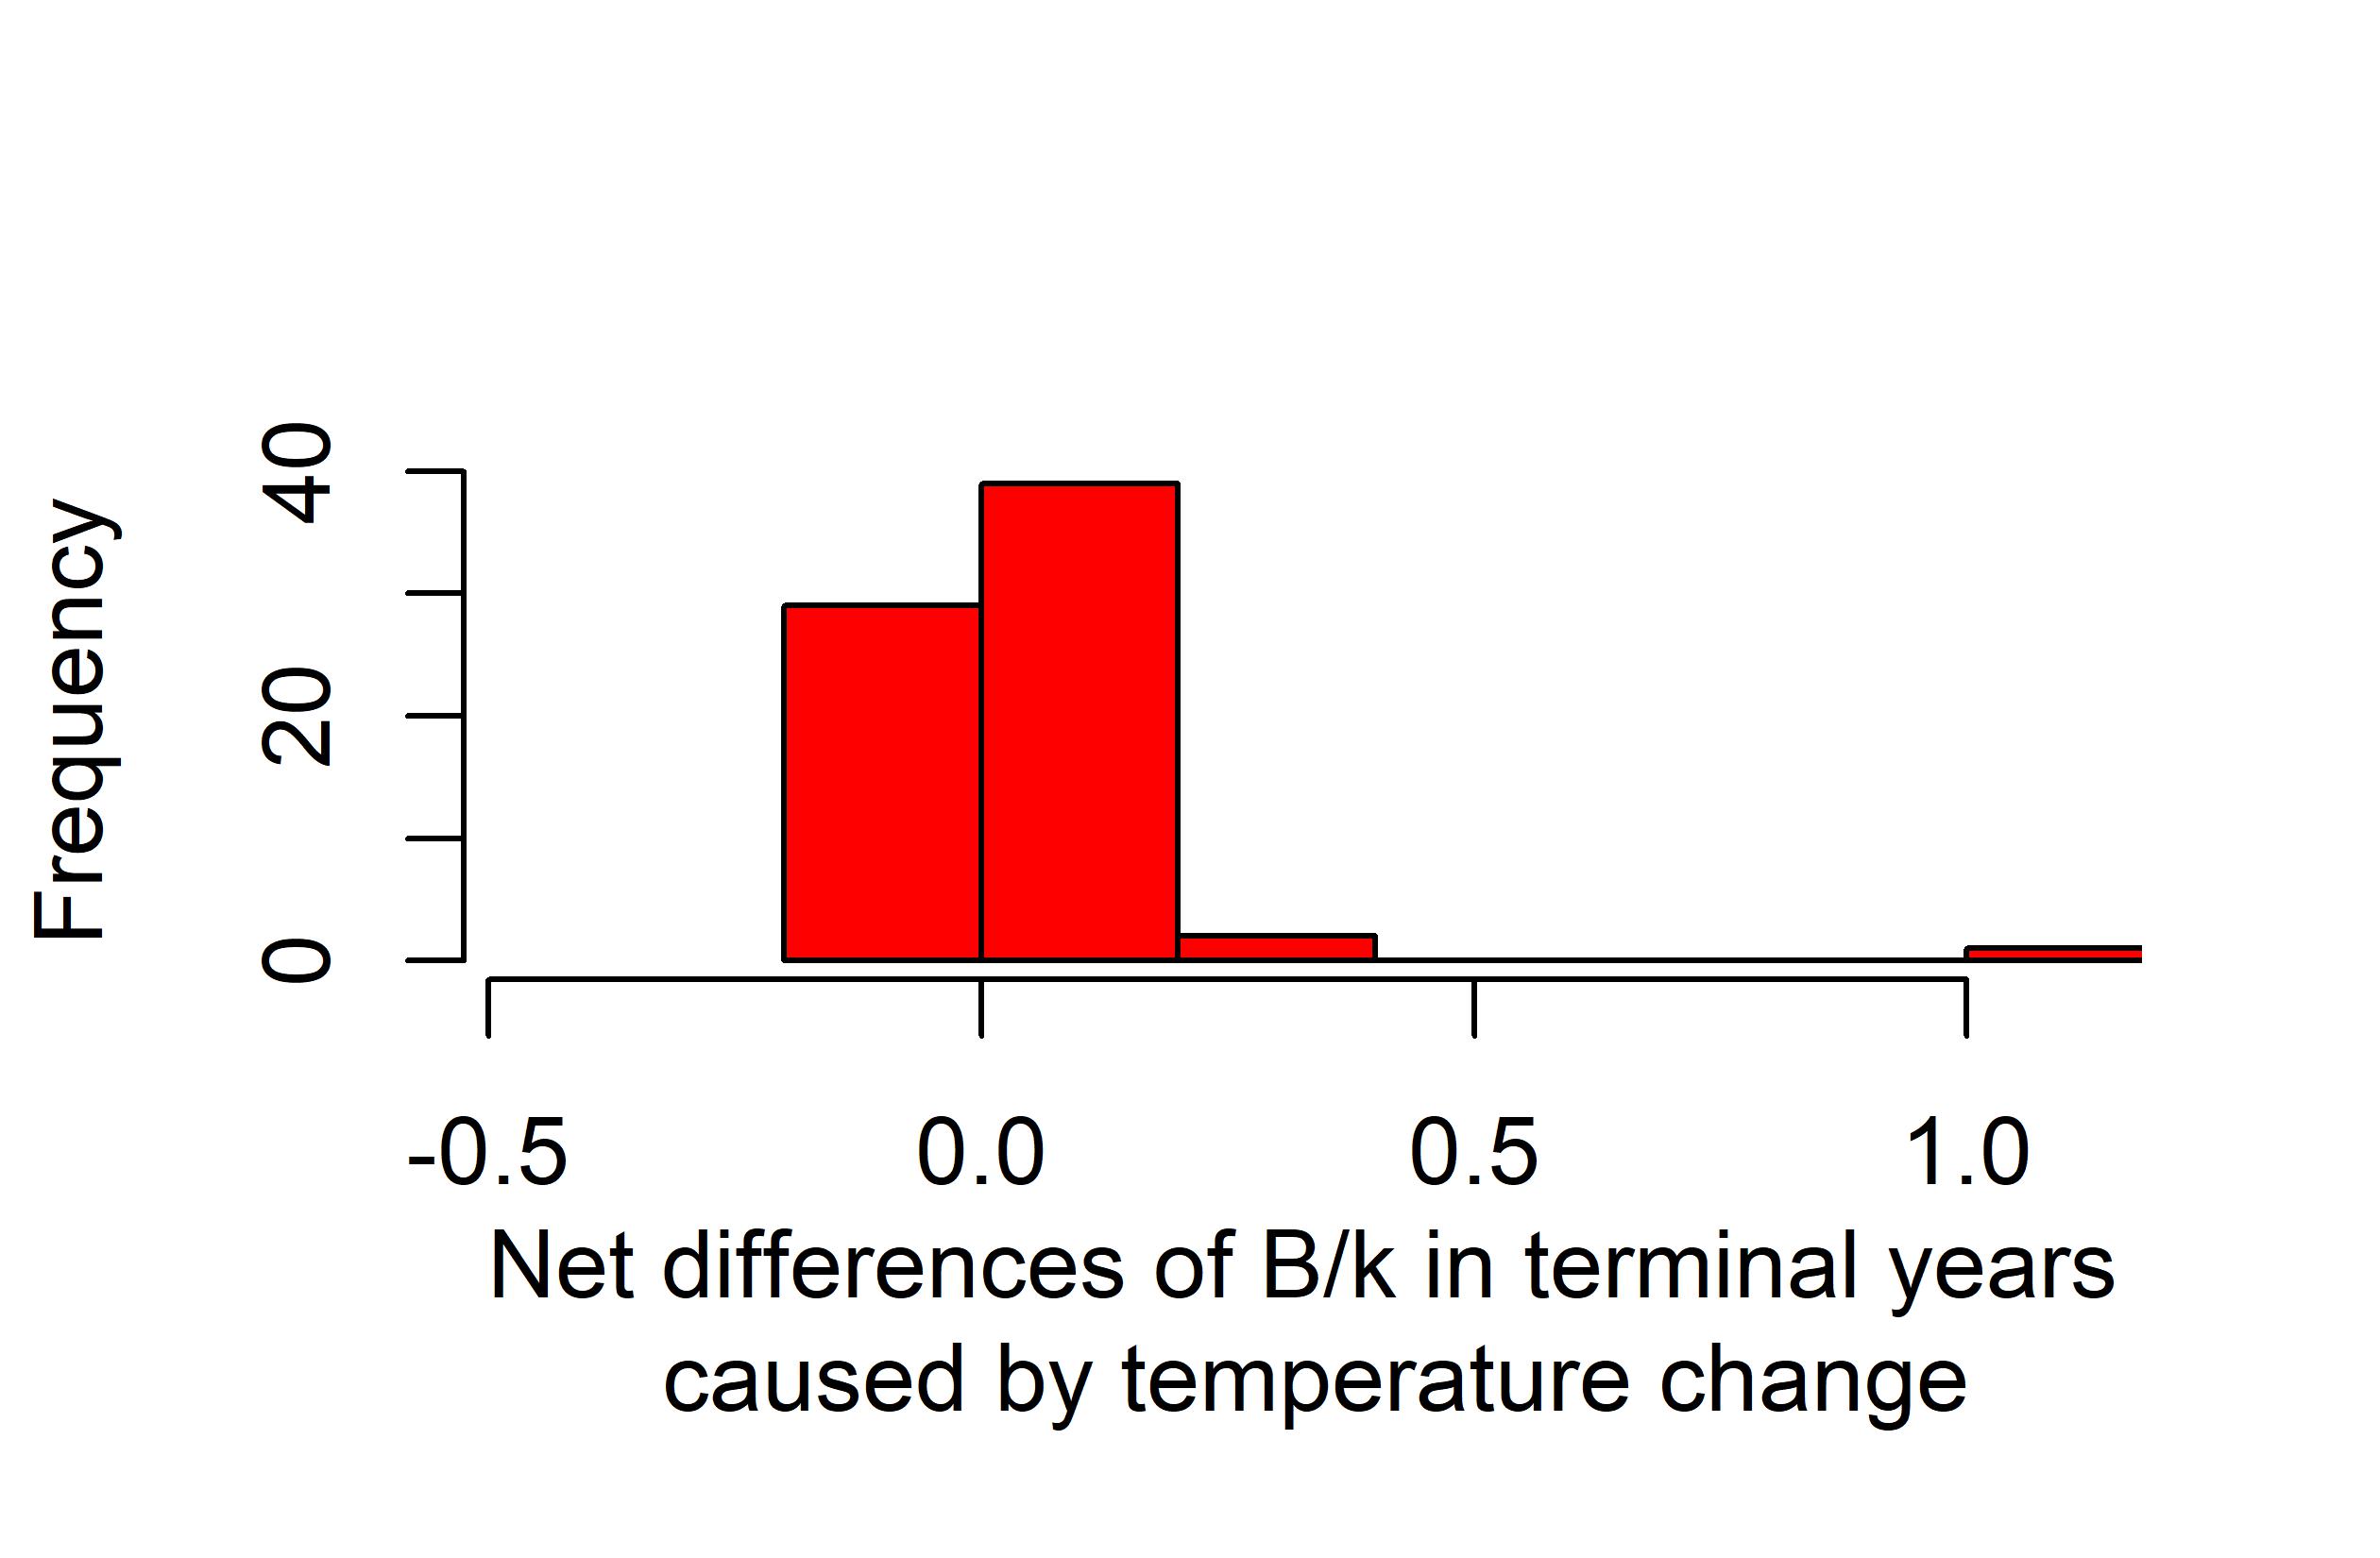 Frequency
40
20
0
-0.5 0.0 0.5 1.0
Net differences of B/k in terminal years
caused by temperature change